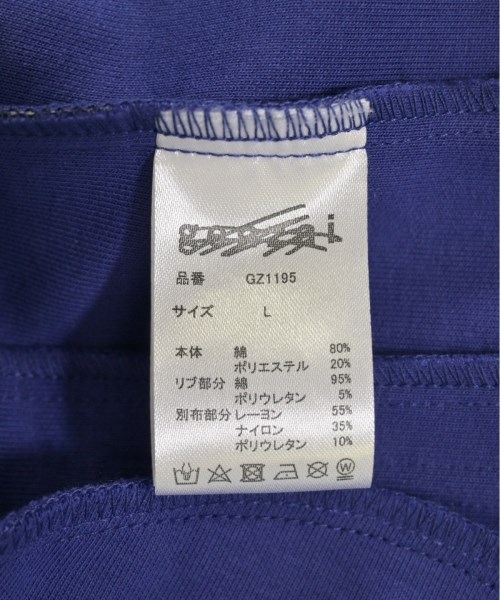 gonzai
品番 GZ1195
サイズ L
本体 綿 80%
ポリエステル 20%
リブ部分 綿 95%
ポリウレタン 5%
別布部分 レーヨン 55%
ナイロン 35%
ポリウレタン 10%
W